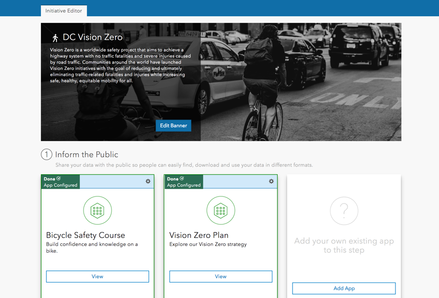 Initiative Editor
DC Vision Zero
Vision Zero is a worldwide safety project that aims to achieve a
highway system with no traffic fatalities and severe injuries caused
by road traffic. Communities around the world have launched
Vision Zero initiatives with the goal of reducing and ultimately
eliminating traffic-related fatalities and injuries while increasing
safe, healthy, equitable mobility for all.
Edit Banner
1 Inform the Public
Share your data with the public so people can easily find, download and use your data in different formats.
Done
App Configured
Bicycle Safety Course
Build confidence and knowledge on a
bike.
View
Done
App Configured
Vision Zero Plan
Explore our Vision Zero strategy
View
?
Add your own existing app
to this step
Add App